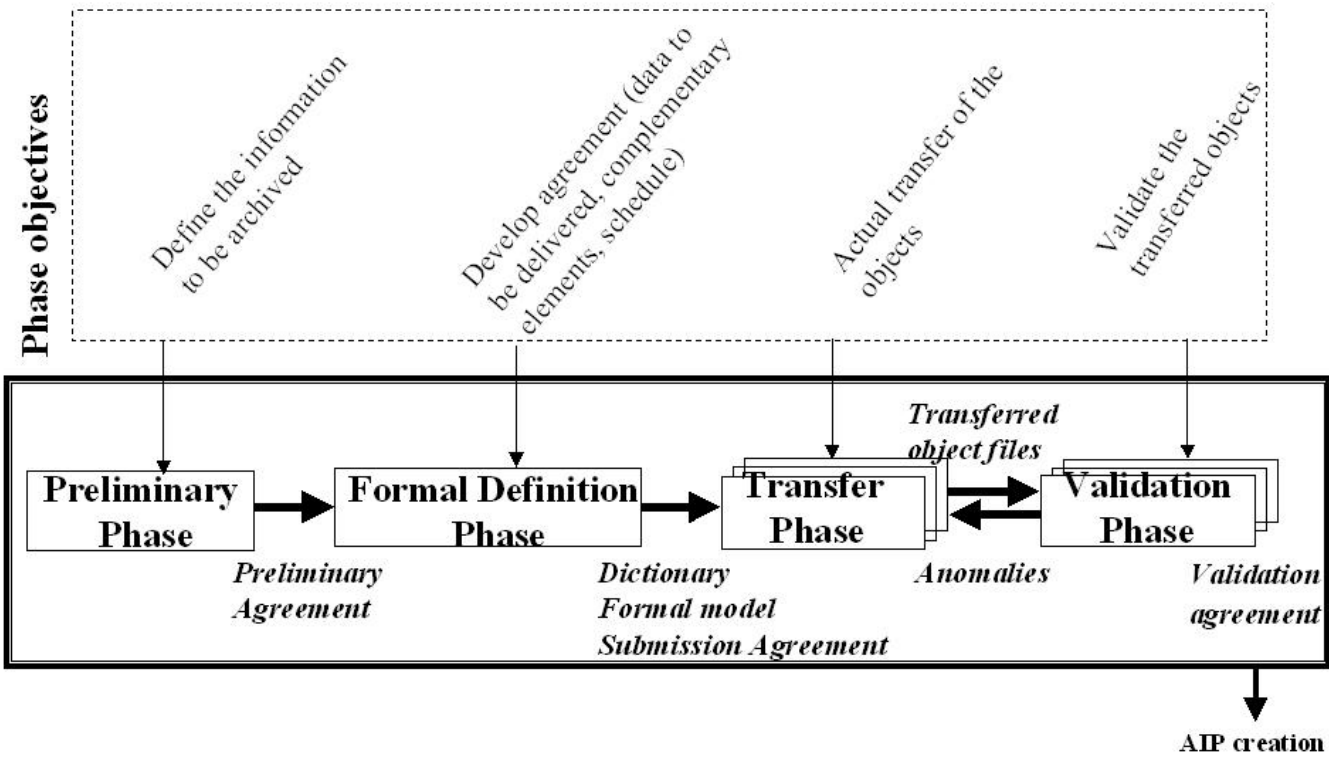 Phase objectives
Define the information
to be archived
Develop agreement (data to
be delivered, complementary
elements, schedule)
Actual transfer of the
objects
Validate the
transferred objects
Transferred
object files
Preliminary
Phase
Formal Definition
Phase
Transfer
Phase
Validation
Phase
Preliminary
Agreement
Dictionary
Formal model
Submission Agreement
Anomalies
Validation
agreement
AIP creation